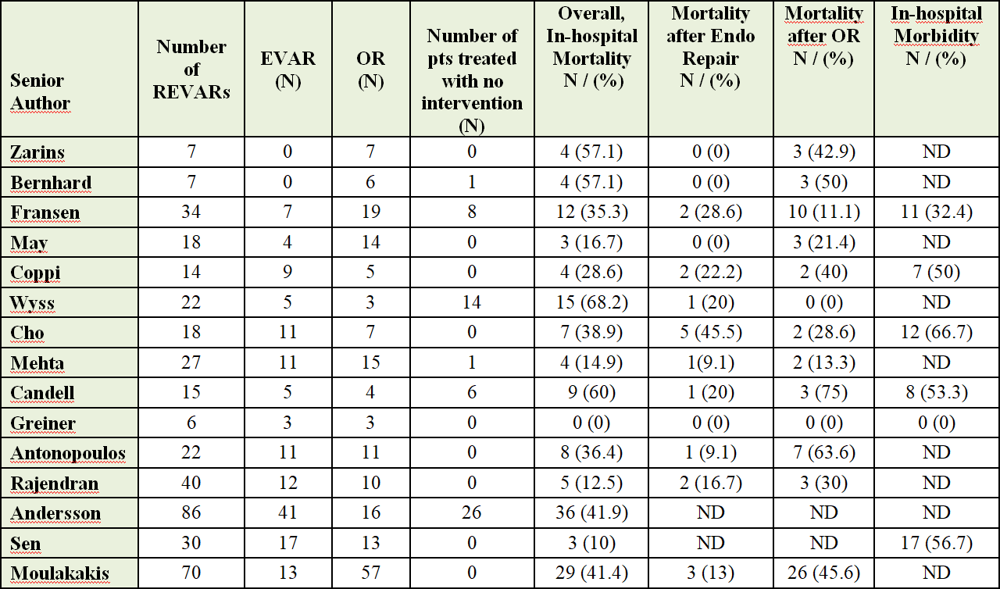 Senior Author | Number of REVARs | EVAR (N) | OR (N) | Number of pts treated with no intervention (N) | Overall, In-hospital Mortality N / (%) | Mortality after Endo Repair N / (%) | Mortality after OR N / (%) | In-hospital Morbidity N / (%)
Zarins | 7 | 0 | 7 | 0 | 4 (57.1) | 0 (0) | 3 (42.9) | ND
Bernhard | 7 | 0 | 6 | 1 | 4 (57.1) | 0 (0) | 3 (50) | ND
Fransen | 34 | 7 | 19 | 8 | 12 (35.3) | 2 (28.6) | 10 (11.1) | 11 (32.4)
May | 18 | 4 | 14 | 0 | 3 (16.7) | 0 (0) | 3 (21.4) | ND
Coppi | 14 | 9 | 5 | 0 | 4 (28.6) | 2 (22.2) | 2 (40) | 7 (50)
Wyss | 22 | 5 | 3 | 14 | 15 (68.2) | 1 (20) | 0 (0) | ND
Cho | 18 | 11 | 7 | 0 | 7 (38.9) | 5 (45.5) | 2 (28.6) | 12 (66.7)
Mehta | 27 | 11 | 15 | 1 | 4 (14.9) | 1(9.1) | 2 (13.3) | ND
Candell | 15 | 5 | 4 | 6 | 9 (60) | 1 (20) | 3 (75) | 8 (53.3)
Greiner | 6 | 3 | 3 | 0 | 0 (0) | 0 (0) | 0 (0) | 0 (0)
Antonopoulos | 22 | 11 | 11 | 0 | 8 (36.4) | 1 (9.1) | 7 (63.6) | ND
Rajendran | 40 | 12 | 10 | 0 | 5 (12.5) | 2 (16.7) | 3 (30) | ND
Andersson | 86 | 41 | 16 | 26 | 36 (41.9) | ND | ND | ND
Sen | 30 | 17 | 13 | 0 | 3 (10) | ND | ND | 17 (56.7)
Moulakakis | 70 | 13 | 57 | 0 | 29 (41.4) | 3 (13) | 26 (45.6) | ND